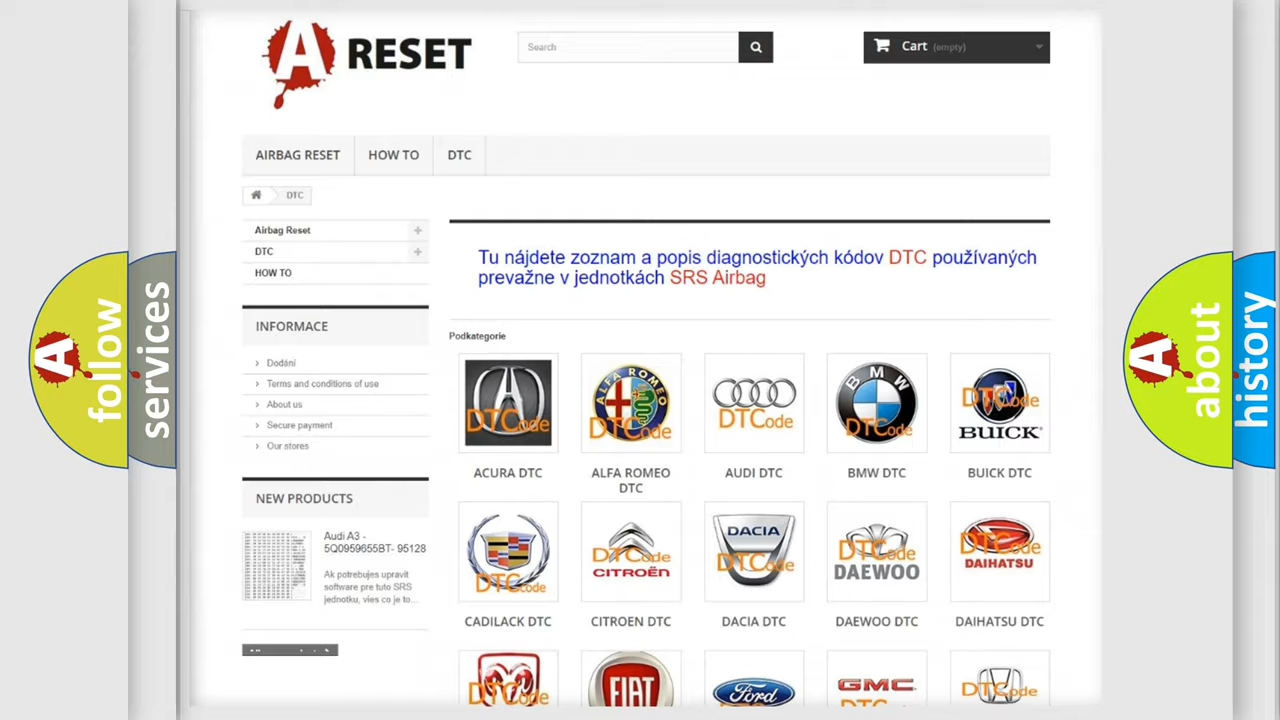 A RESET
Search
Cart (empty)
AIRBAG RESET
HOW TO
DTC
DTC
Airbag Reset
DTC
HOW TO
Tu nájdete zoznam a popis diagnostických kódov DTC používaných
prevažne v jednotkách SRS Airbag
INFORMACE
Dodání
Terms and conditions of use
About us
Secure payment
Our stores
NEW PRODUCTS
Audi A3 -
5Q0959655BT- 95128
Ak potrebujes upravit
software pre tuto SRS
jednotku, vies co je to...
Podkategorie
DTCode
ALFA ROMEO
DTCode
DTCode
BMW
DTCode
DTCode
BUICK
ACURA DTC
ALFA ROMEO
DTC
AUDI DTC
BMW DTC
BUICK DTC
DTCode
DTCode
CITROËN
DACIA
DTCode
DTCode
DAEWOO
DTCode
DAIHATSU
CADILACK DTC
CITROEN DTC
DACIA DTC
DAEWOO DTC
DAIHATSU DTC
DTCode
FIAT
Ford
GMC
DTCode
A
follow
services
A
about
history